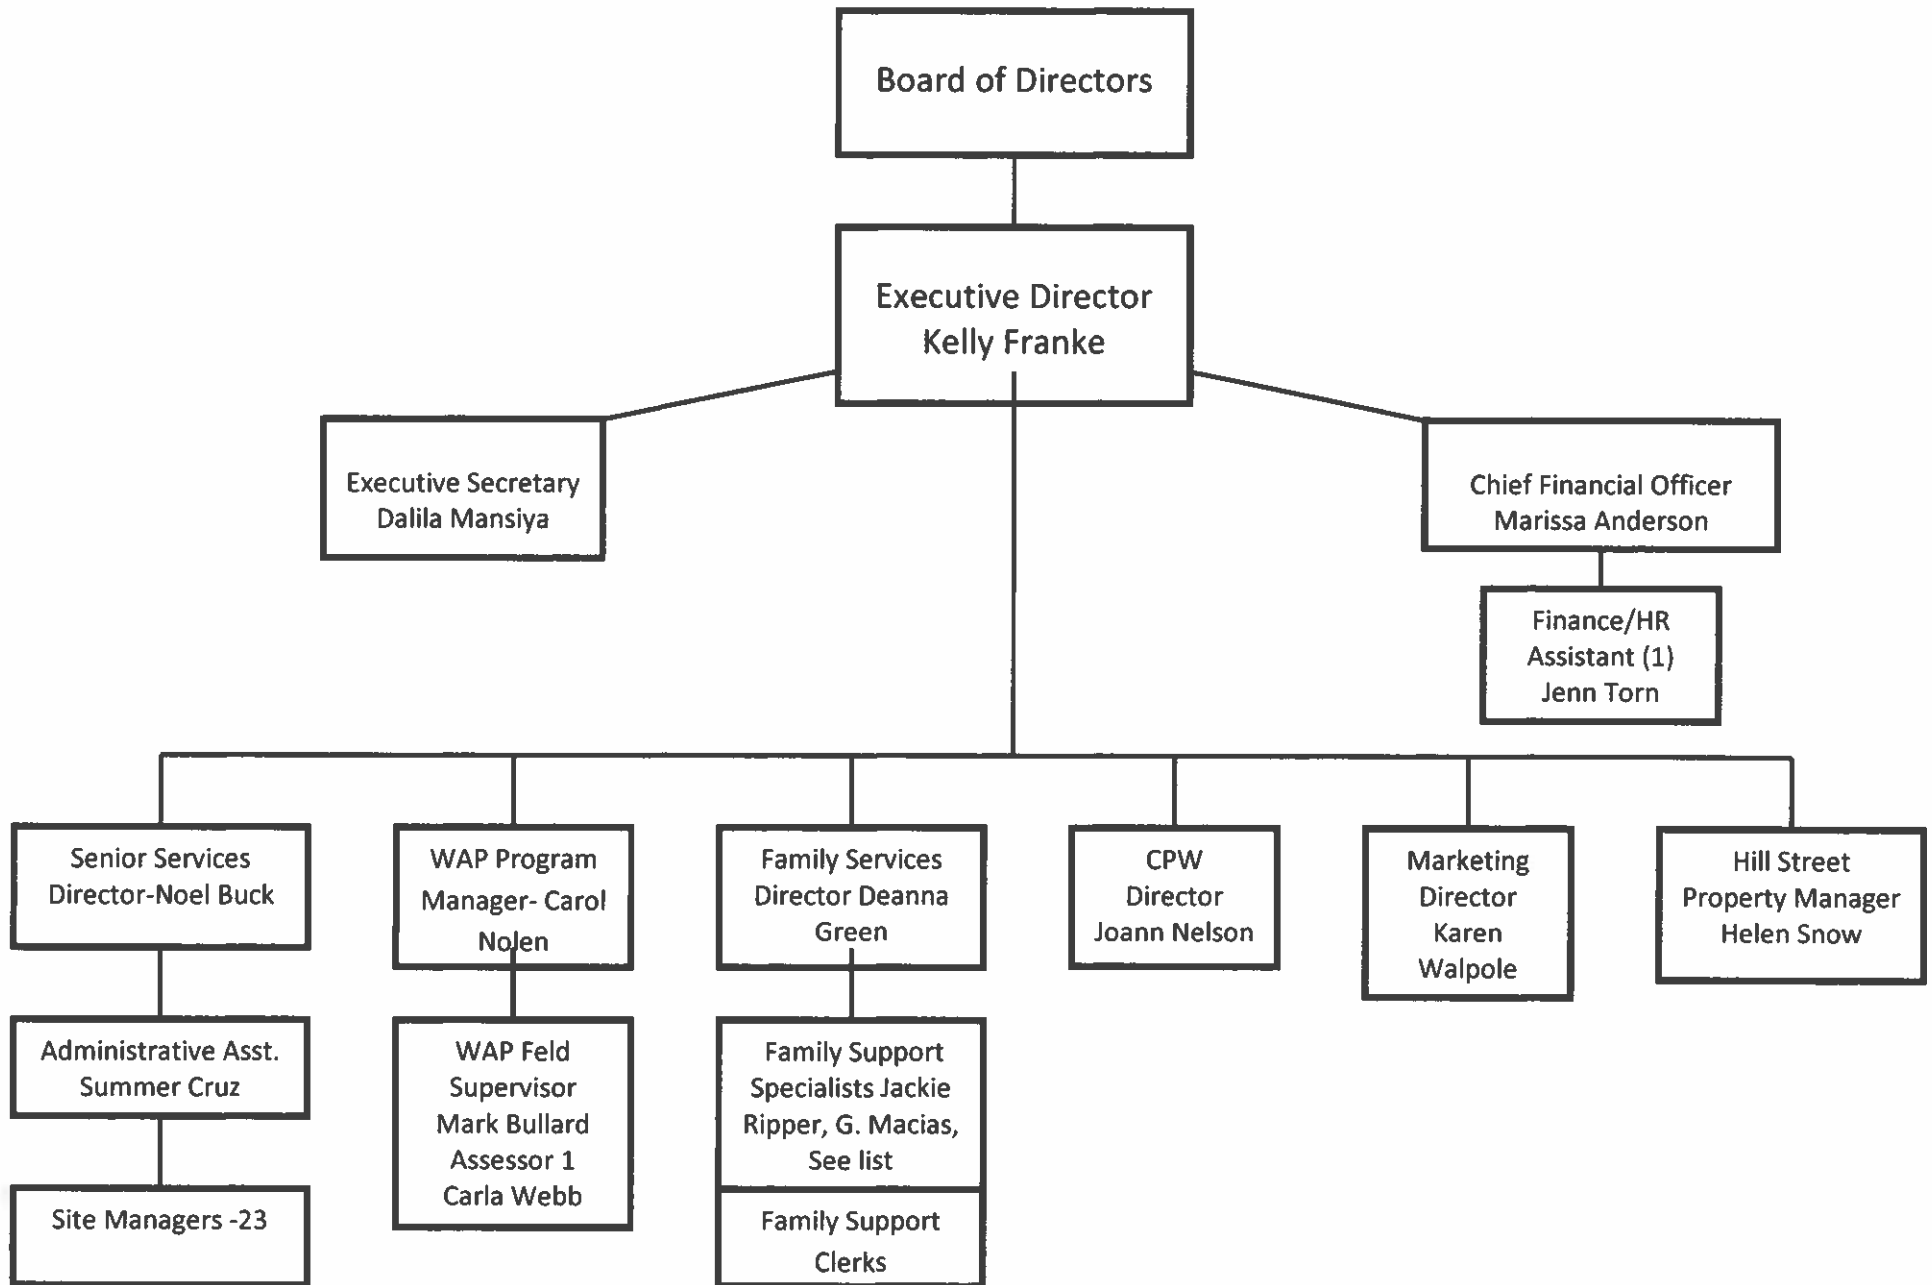 Board of Directors
Executive Director
Kelly Franke
Executive Secretary
Dalila Mansiya
Chief Financial Officer
Marissa Anderson
Finance/HR
Assistant (1)
Jenn Torn
Senior Services
Director-Noel Buck
WAP Program
Manager- Carol
Nolen
Family Services
Director Deanna
Green
CPW
Director
Joann Nelson
Marketing
Director
Karen
Walpole
Hill Street
Property Manager
Helen Snow
Administrative Asst.
Summer Cruz
WAP Feld
Supervisor
Mark Bullard
Assessor 1
Carla Webb
Family Support
Specialists Jackie
Ripper, G. Macias,
See list
Site Managers -23
Family Support
Clerks